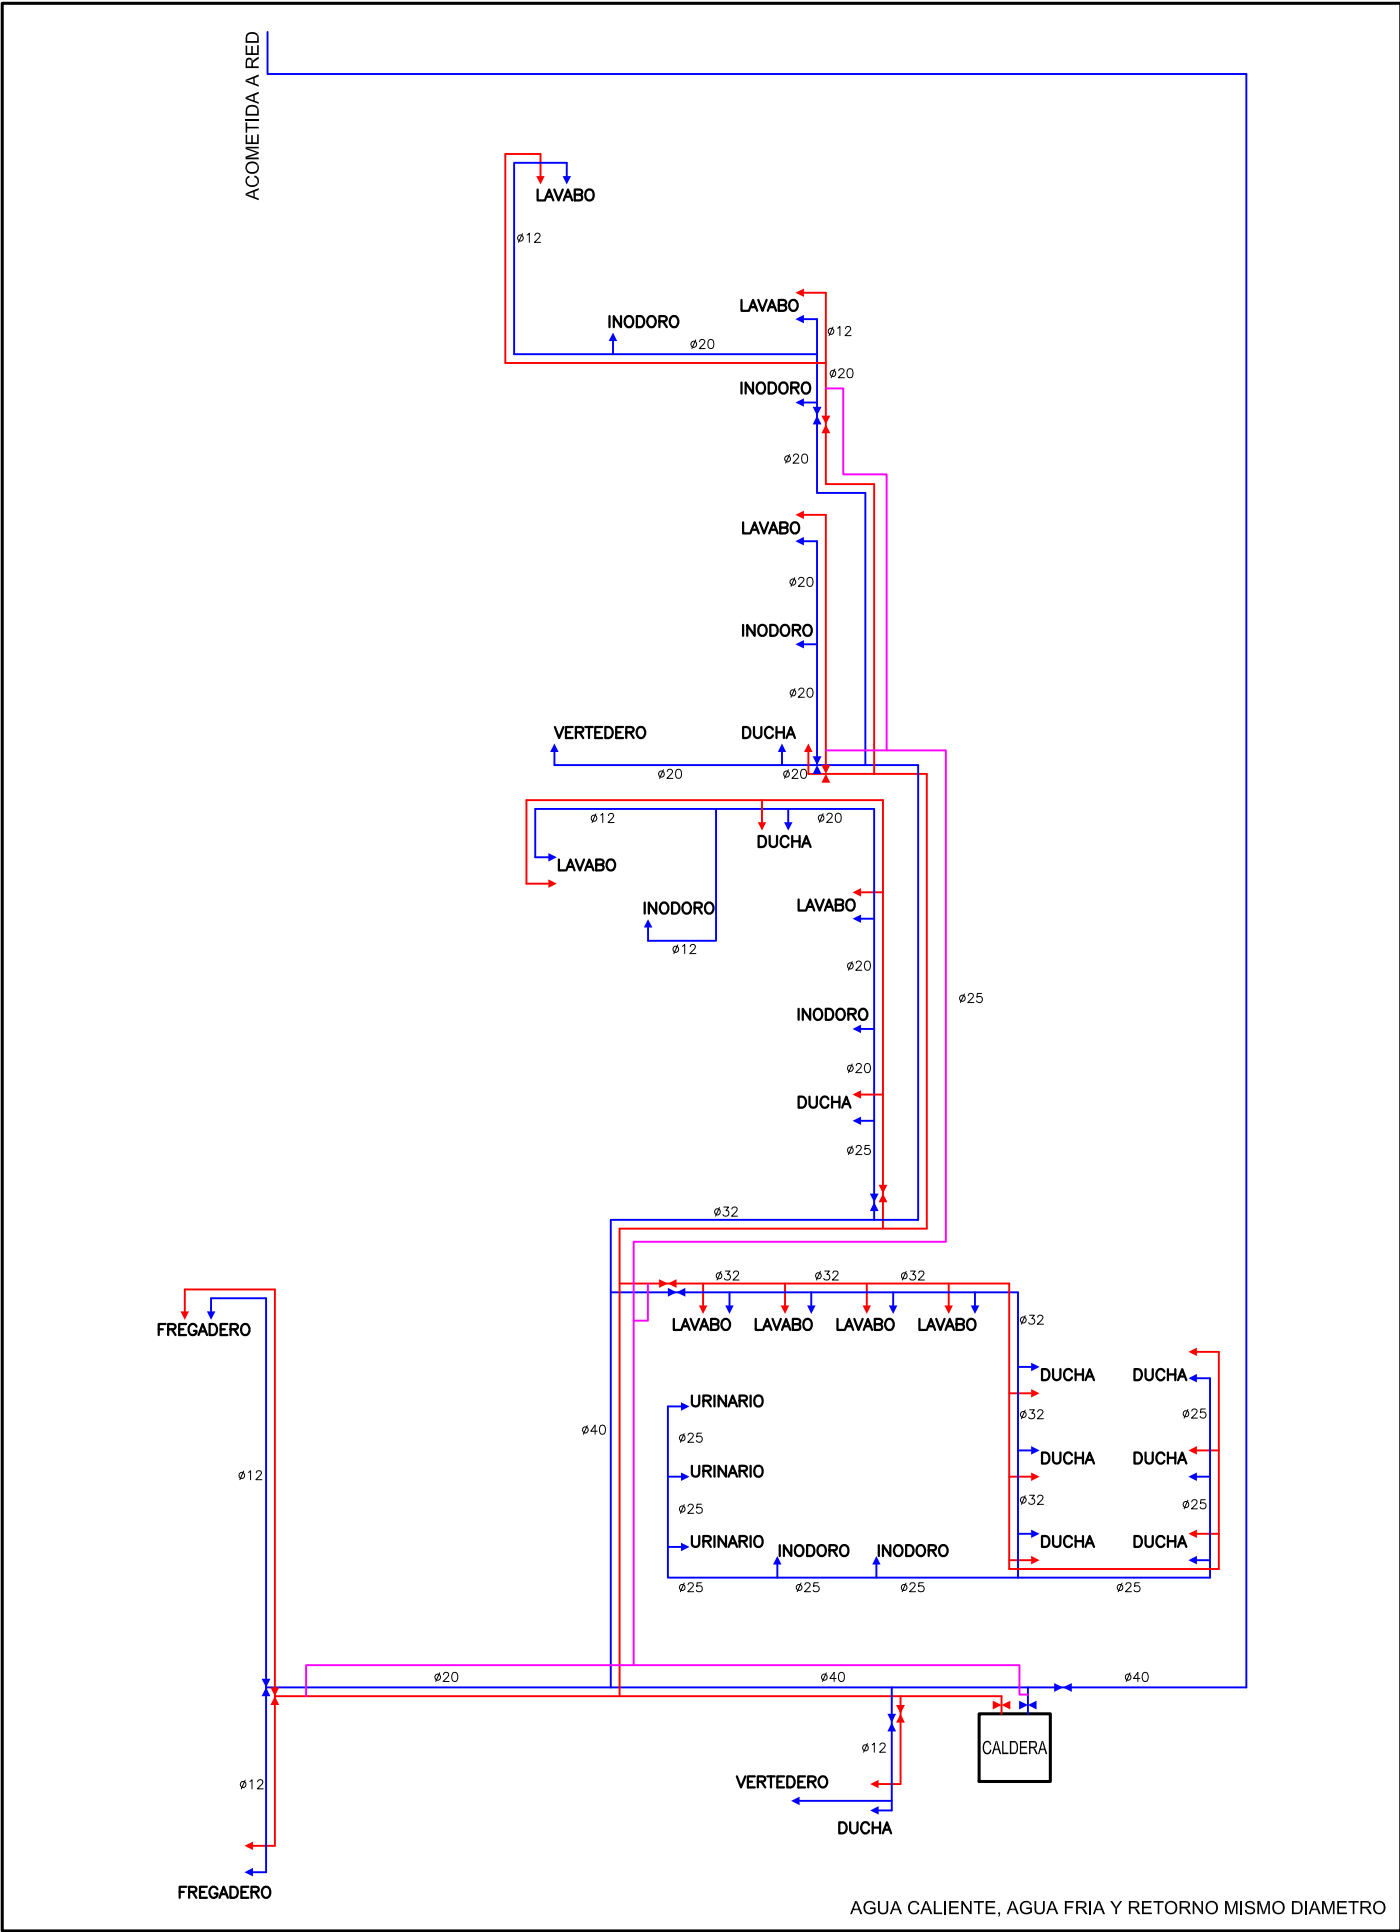 ACOMETIDA A RED
LAVABO
ø12
LAVABO
INODORO
ø12
ø20
ø20
INODORO
ø20
LAVABO
ø20
INODORO
ø20
VERTEDERO
DUCHA
ø20
ø20
ø12
ø20
DUCHA
LAVABO
INODORO
LAVABO
ø12
ø20
ø25
INODORO
ø20
DUCHA
ø25
ø32
ø32
ø32
ø32
FREGADERO
LAVABO
LAVABO
LAVABO
LAVABO
ø32
DUCHA
DUCHA
URINARIO
ø32
ø25
ø40
ø25
DUCHA
DUCHA
ø12
URINARIO
ø32
ø25
ø25
URINARIO
INODORO
INODORO
DUCHA
DUCHA
ø25
ø25
ø25
ø25
ø20
ø40
ø40
ø12
CALDERA
ø12
VERTEDERO
DUCHA
FREGADERO
AGUA CALIENTE, AGUA FRIA Y RETORNO MISMO DIAMETRO